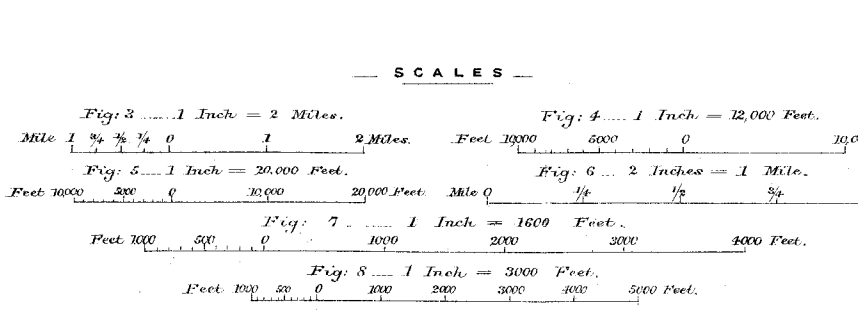 SCALES
Fig: 3 ...... 1 Inch = 2 Miles.
Mile 1 3/4 1/2 1/4 0 1 2 Miles.
Fig: 4 ..... 1 Inch = 12,000 Feet.
Feet 10,000 5000 0 10,0
Fig: 5 ..... 1 Inch = 20,000 Feet.
Feet 10,000 5000 0 10,000 20,000 Feet.
Fig: 6 ... 2 Inches = 1 Mile.
Mile 0 1/4 1/2 3/4
Fig: 7 ... ...... 1 Inch = 1600 Feet.
Feet 1000 500 0 1000 2000 3000 4000 Feet.
Fig: 8 ..... 1 Inch = 3000 Feet.
Feet 1000 500 0 1000 2000 3000 4000 5000 Feet.